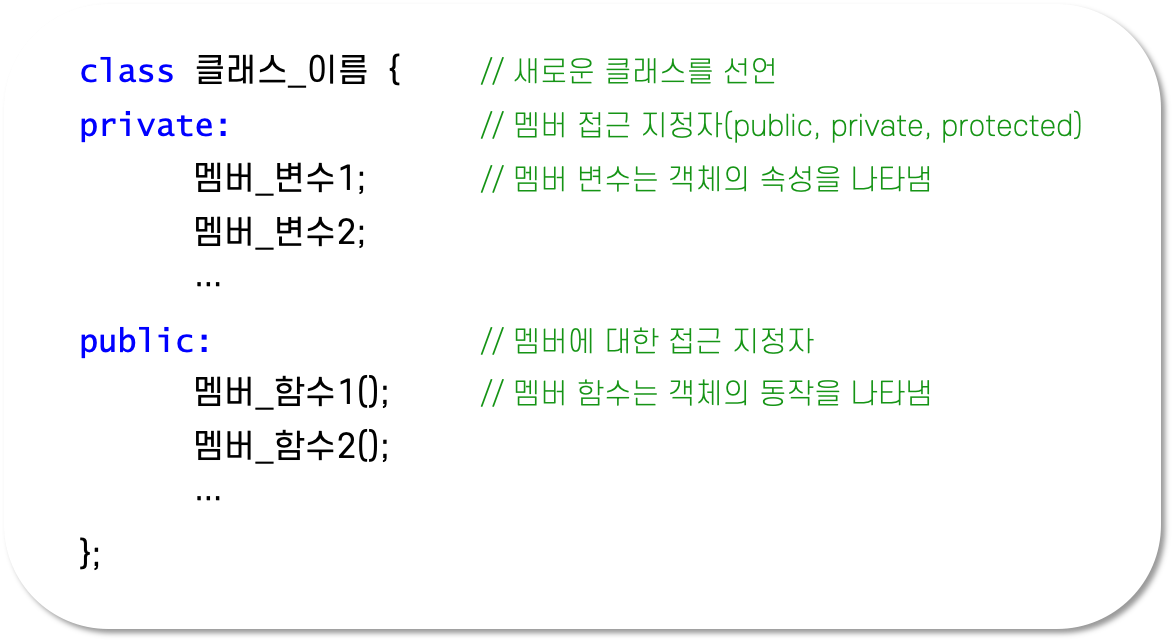 class 클래스_이름 { // 새로운 클래스를 선언
private: // 멤버 접근 지정자(public, private, protected)
멤버_변수1; // 멤버 변수는 객체의 속성을 나타냄
멤버_변수2;
...
public: // 멤버에 대한 접근 지정자
멤버_함수1(); // 멤버 함수는 객체의 동작을 나타냄
멤버_함수2();
...
};